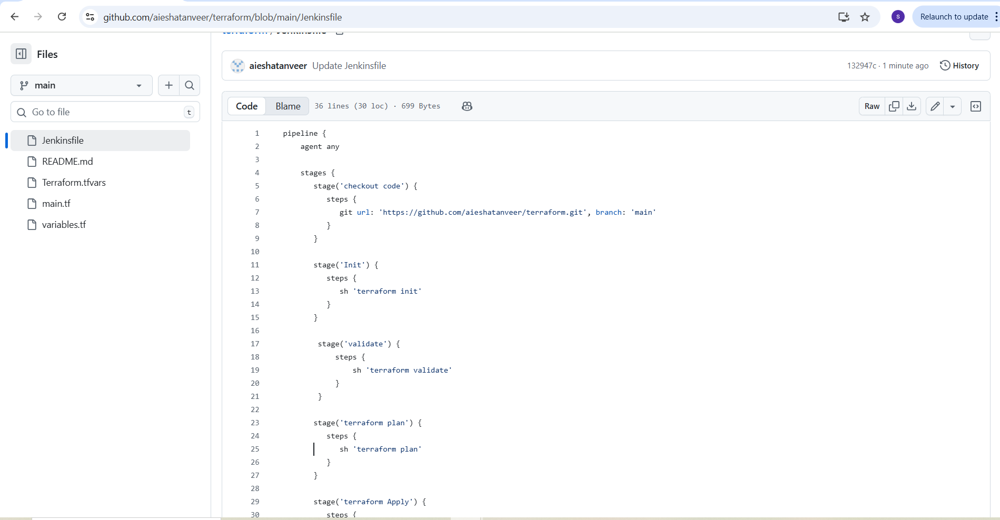 github.com/aieshatanveer/terraform/blob/main/Jenkinsfile
S
Relaunch to update
Files
main
Go to file
t
Jenkinsfile
README.md
Terraform.tfvars
main.tf
variables.tf
terraform / Jenkinsfile
aieshatanveer Update Jenkinsfile
132947c · 1 minute ago
History
Code
Blame
36 lines (30 loc) · 699 Bytes
Raw
1 pipeline {
2 agent any
3
4 stages {
5 stage('checkout code') {
6 steps {
7 git url: 'https://github.com/aieshatanveer/terraform.git', branch: 'main'
8 }
9 }
10
11 stage('Init') {
12 steps {
13 sh 'terraform init'
14 }
15 }
16
17 stage('validate') {
18 steps {
19 sh 'terraform validate'
20 }
21 }
22
23 stage('terraform plan') {
24 steps {
25 sh 'terraform plan'
26 }
27 }
28
29 stage('terraform Apply') {
30 steps {